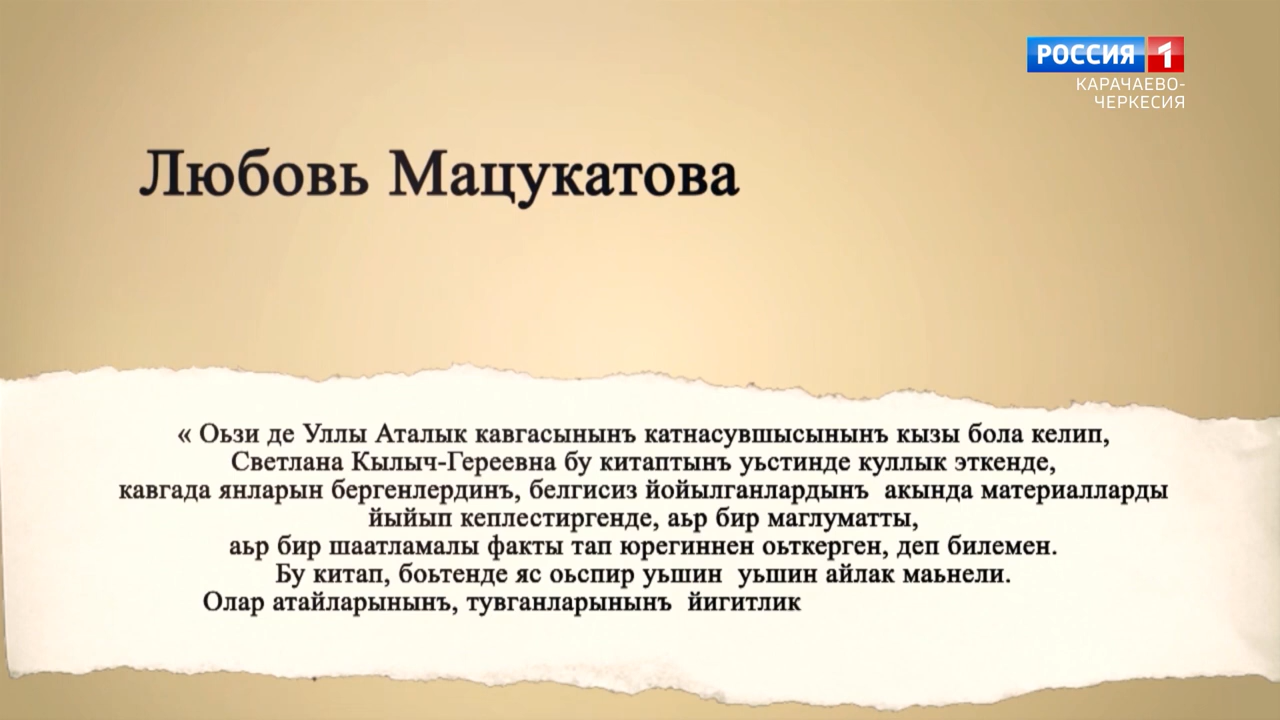 РОССИЯ 1
КАРАЧАЕВО-
ЧЕРКЕСИЯ
Любовь Мацукатова
« Оьзи де Уллы Аталык кавгасынынъ катнасувшысынынъ кызы бола келип,
Светлана Кылыч-Гереевна бу китаптынъ уьстинде куллык эткенде,
кавгада янларын бергенлердинъ, белгисиз йойылганлардынъ  акында материалларды
йыйып кеплестиргенде, аьр бир маглуматты,
аьр бир шаатламалы факты тап юрегиннен оьткерген, деп билемен.
Бу китап, боьтенде яс оьспир уьшин  уьшин айлак маьнели.
Олар атайларынынъ, тувганларынынъ  йигитлик